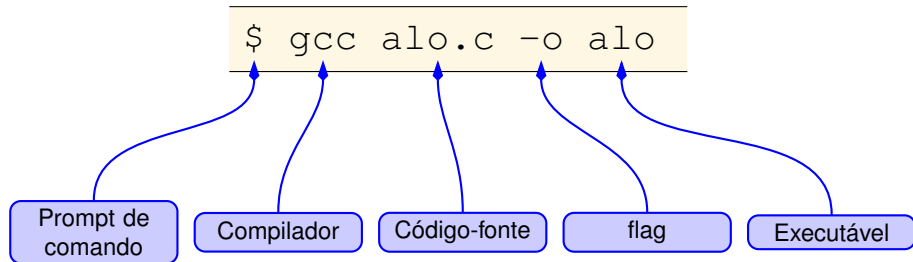 $ gcc alo.c -o alo
Prompt de
comando
Compilador
Código-fonte
flag
Executável